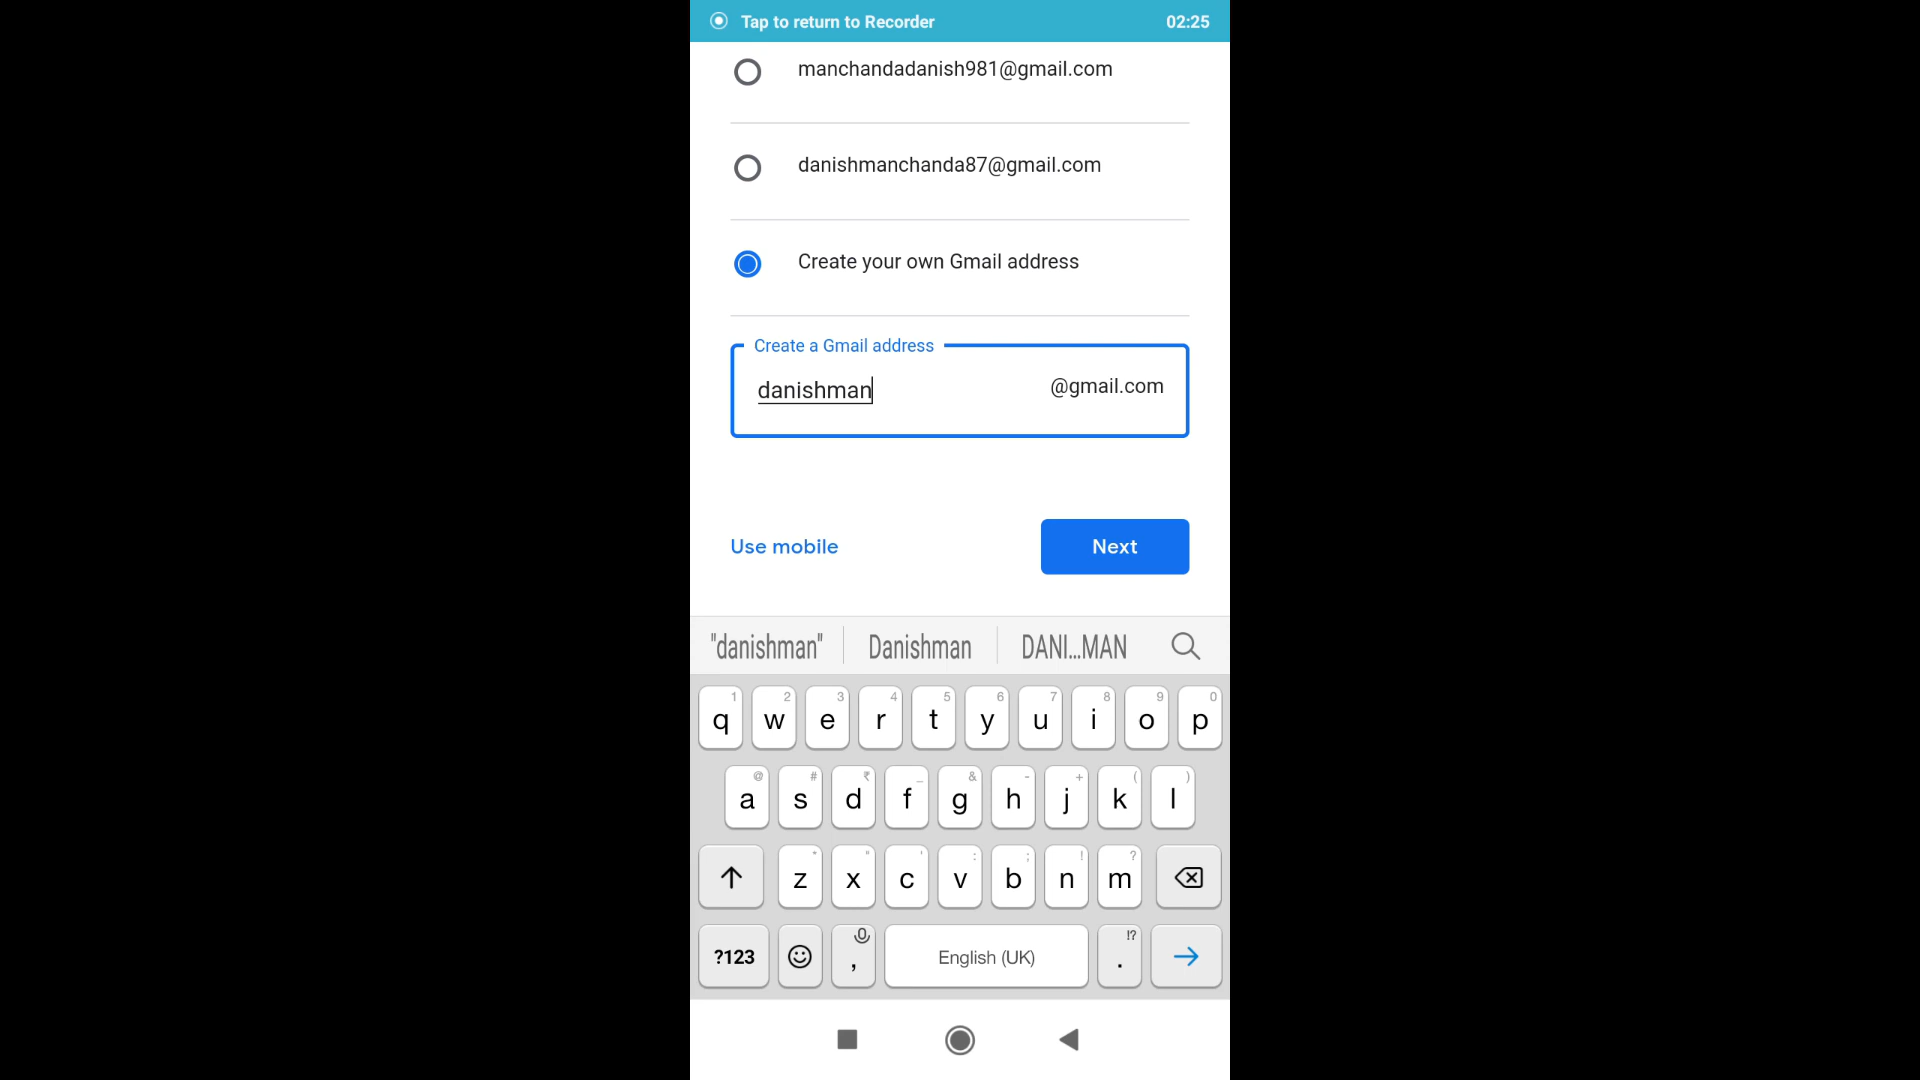 Tap to return to Recorder 02:25
manchandadanish981@gmail.com
danishmanchanda87@gmail.com
Create your own Gmail address
Create a Gmail address
danishman @gmail.com
Use mobile Next
"danishman" Danishman DANI...MAN
1 2 3 4 5 6 7 8 9 0
q w e r t y u i o p
@ # ₹ _ & - + ( )
a s d f g h j k l
* " ' : ; ! ?
z x c v b n m
!?
?123 , English (UK) .